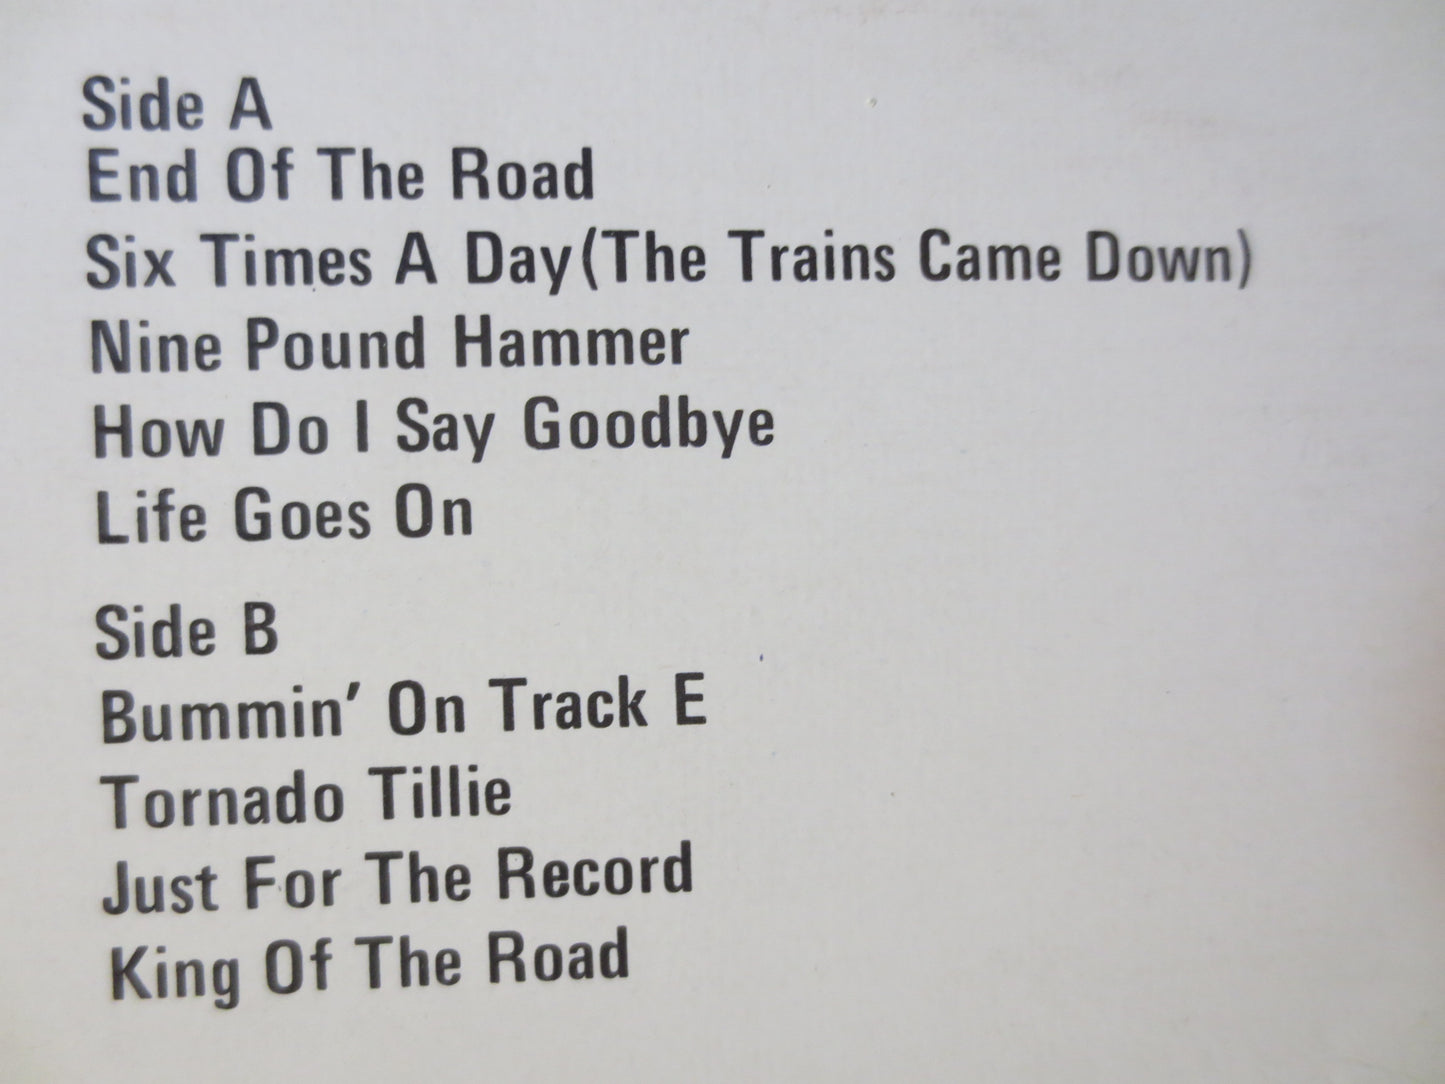 Side A
End Of The Road
Six Times A Day(The Trains Came Down)
Nine Pound Hammer
How Do I Say Goodbye
Life Goes On
Side B
Bummin' On Track E
Tornado Tillie
Just For The Record
King Of The Road